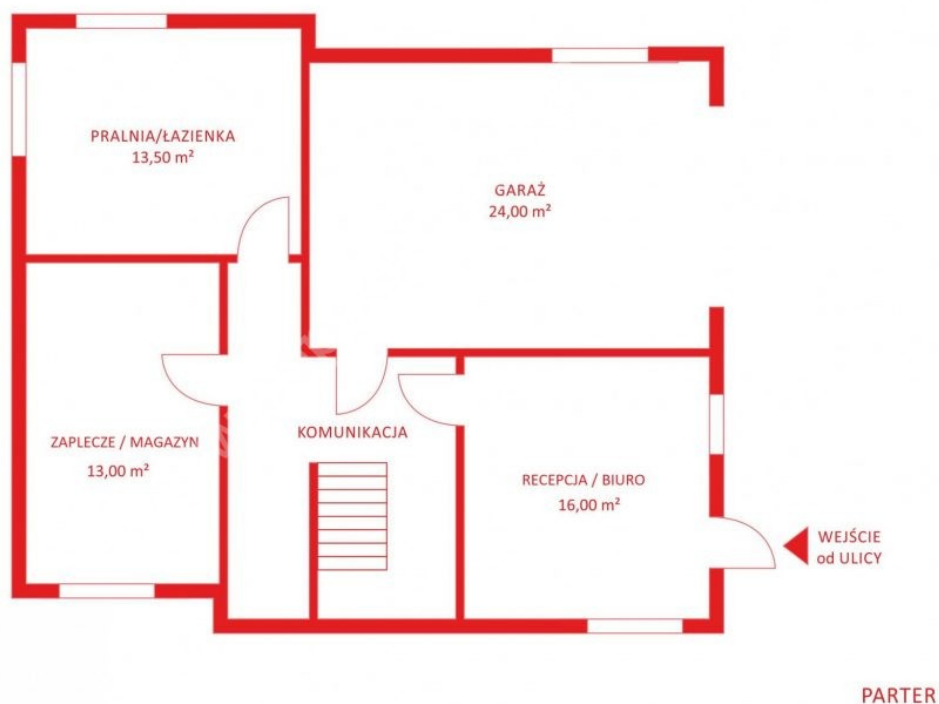 PRALNIA/ŁAZIENKA
13,50 m²
GARAŻ
24,00 m²
KOMUNIKACJA
ZAPLECZE / MAGAZYN
13,00 m²
RECEPCJA / BIURO
16,00 m²
WEJŚCIE
od ULICY
PARTER